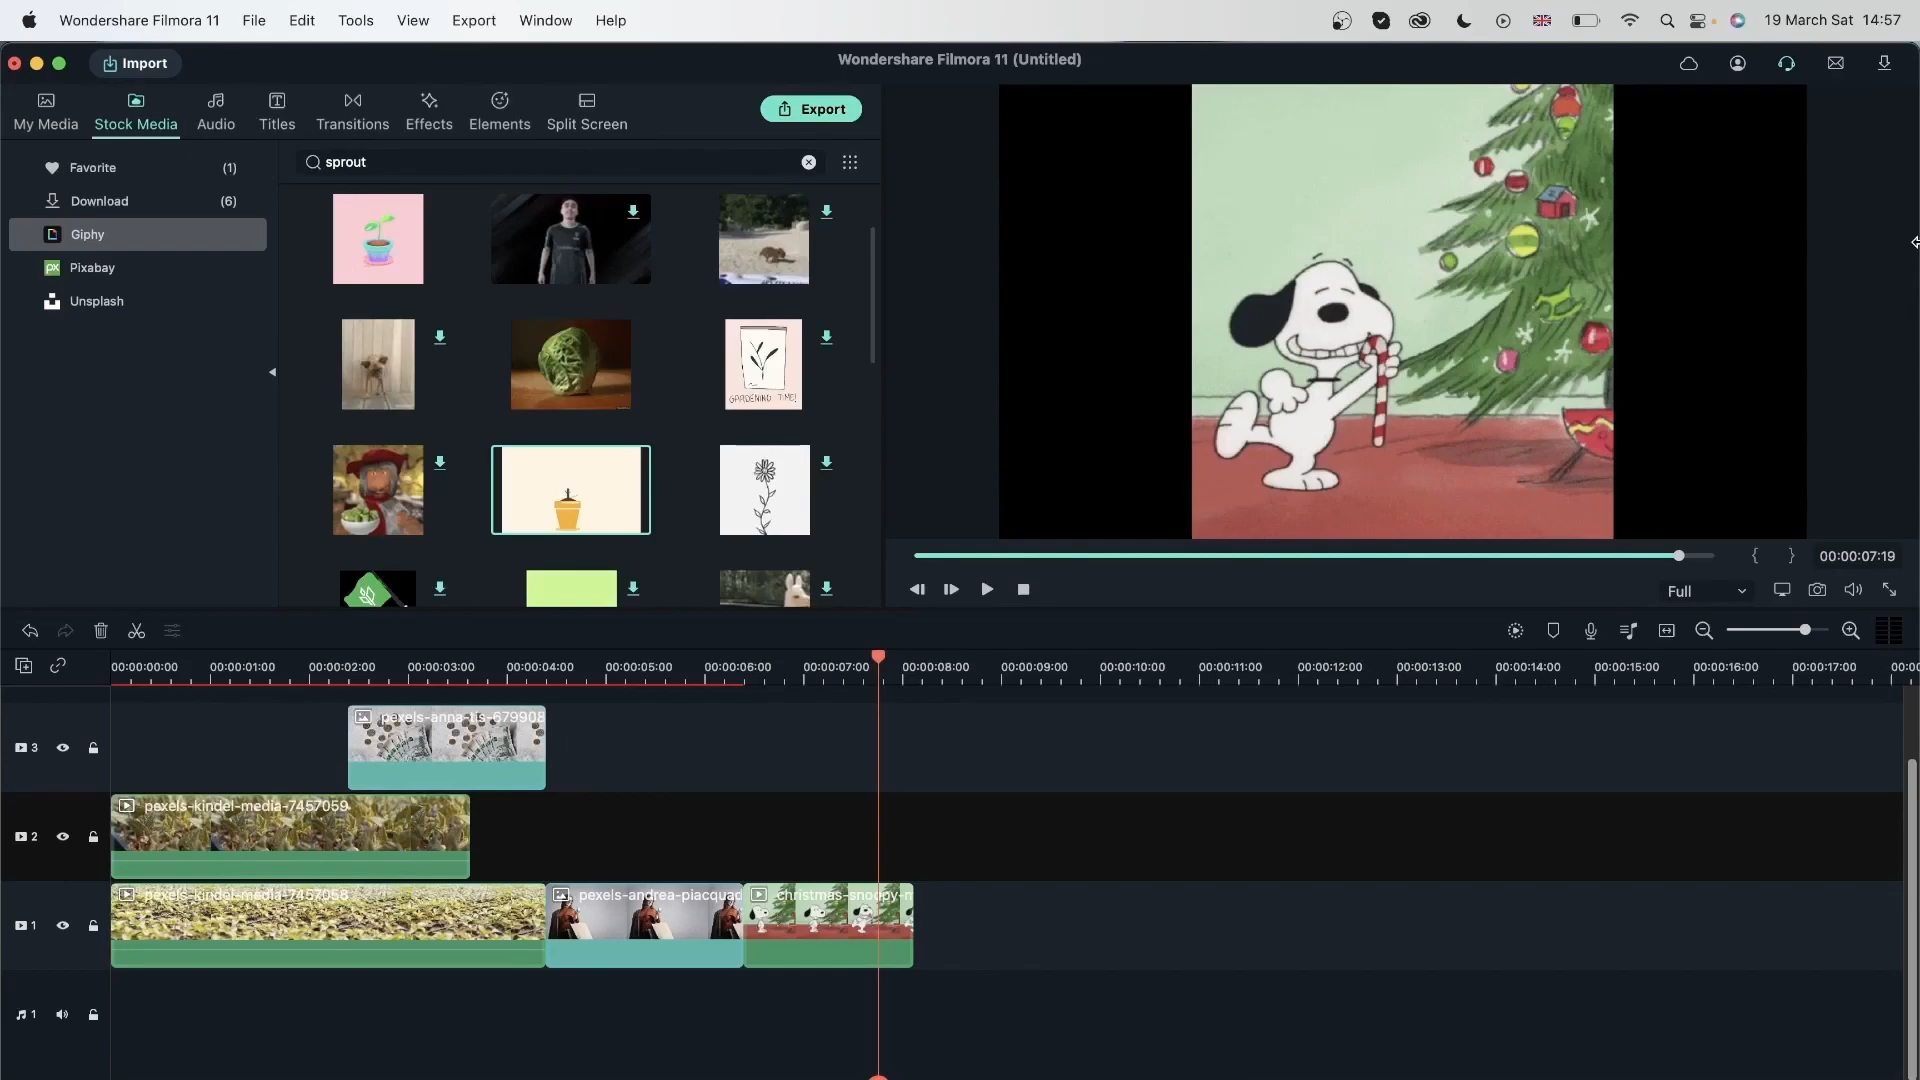 Wondershare Filmora 11 File Edit Tools View Export Window Help 19 March Sat 14:57
Import Wondershare Filmora 11 (Untitled)
My Media Stock Media Audio Titles Transitions Effects Elements Split Screen Export
sprout
Favorite (1)
Download (6)
Giphy
px Pixabay
Unsplash
GARDENING TIME!
{ } 00:00:07:19
Full
00:00:00:00 00:00:01:00 00:00:02:00 00:00:03:00 00:00:04:00 00:00:05:00 00:00:06:00 00:00:07:00 00:00:08:00 00:00:09:00 00:00:10:00 00:00:11:00 00:00:12:00 00:00:13:00 00:00:14:00 00:00:15:00 00:00:16:00 00:00:17:00 00:00
3 pexels-anna-tis-679908
2 pexels-kindel-media-7457059
1 pexels-kindel-media-7457058 pexels-andrea-piacquad christmas-snoopy-m
1